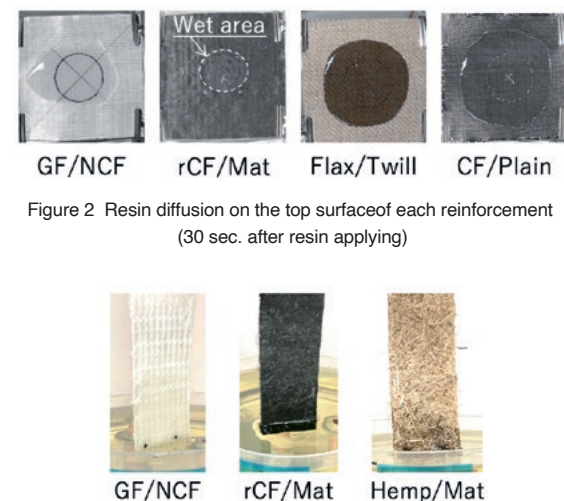 Wet area
GF/NCF rCF/Mat Flax/Twill CF/Plain
Figure 2 Resin diffusion on the top surfaceof each reinforcement
(30 sec. after resin applying)
GF/NCF rCF/Mat Hemp/Mat